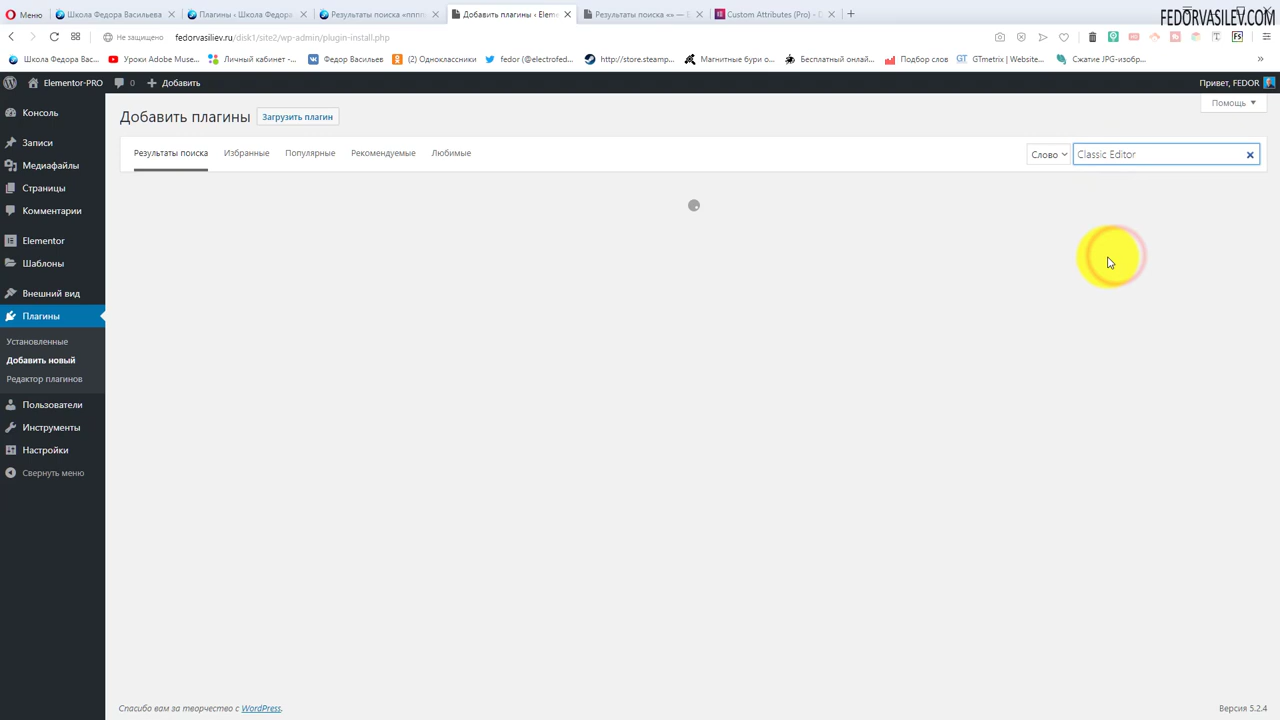 Меню
Школа Федора Васильева
Плагины ‹ Школа Федора
Результаты поиска «nnnn
Добавить плагины ‹ Elem
Результаты поиска «» — E
Custom Attributes (Pro) - D
FEDORVASILEV.COM
Не защищено
fedorvasiliev.ru/disk1/site2/wp-admin/plugin-install.php
Школа Федора Вас...
Уроки Adobe Muse...
Личный кабинет -...
Федор Васильев
(2) Одноклассники
fedor (@electrofed...
http://store.steamp...
Магнитные бури о...
Бесплатный онлай...
Подбор слов
GTmetrix | Website...
Сжатие JPG-изобр...
Elementor-PRO
0
Добавить
Привет, FEDOR
Консоль
Записи
Медиафайлы
Страницы
Комментарии
Elementor
Шаблоны
Внешний вид
Плагины
Установленные
Добавить новый
Редактор плагинов
Пользователи
Инструменты
Настройки
Свернуть меню
Помощь
Добавить плагины
Загрузить плагин
Результаты поиска
Избранные
Популярные
Рекомендуемые
Любимые
Слово
Classic Editor
Спасибо вам за творчество с WordPress.
Версия 5.2.4